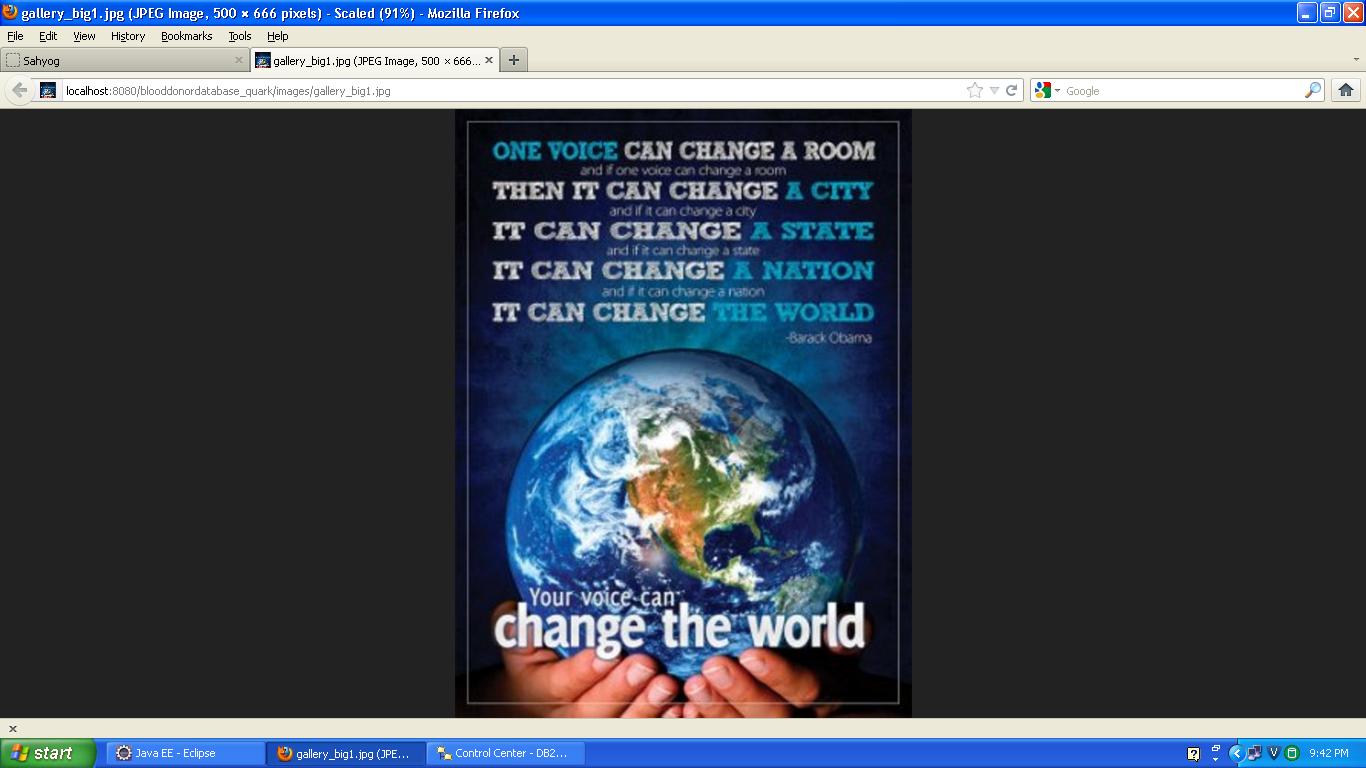 gallery_big1.jpg (JPEG Image, 500 × 666 pixels) - Scaled (91%) - Mozilla Firefox
File Edit View History Bookmarks Tools Help
Sahyog
gallery_big1.jpg (JPEG Image, 500 × 666...
localhost:8080/blooddonordatabase_quark/images/gallery_big1.jpg
Google
ONE VOICE CAN CHANGE A ROOM
and if one voice can change a room
THEN IT CAN CHANGE A CITY
and if it can change a city
IT CAN CHANGE A STATE
and if it can change a state
IT CAN CHANGE A NATION
and if it can change a nation
IT CAN CHANGE THE WORLD
-Barack Obama
Your voice can
change the world
start
Java EE - Eclipse
gallery_big1.jpg (JPE...
Control Center - DB2...
9:42 PM